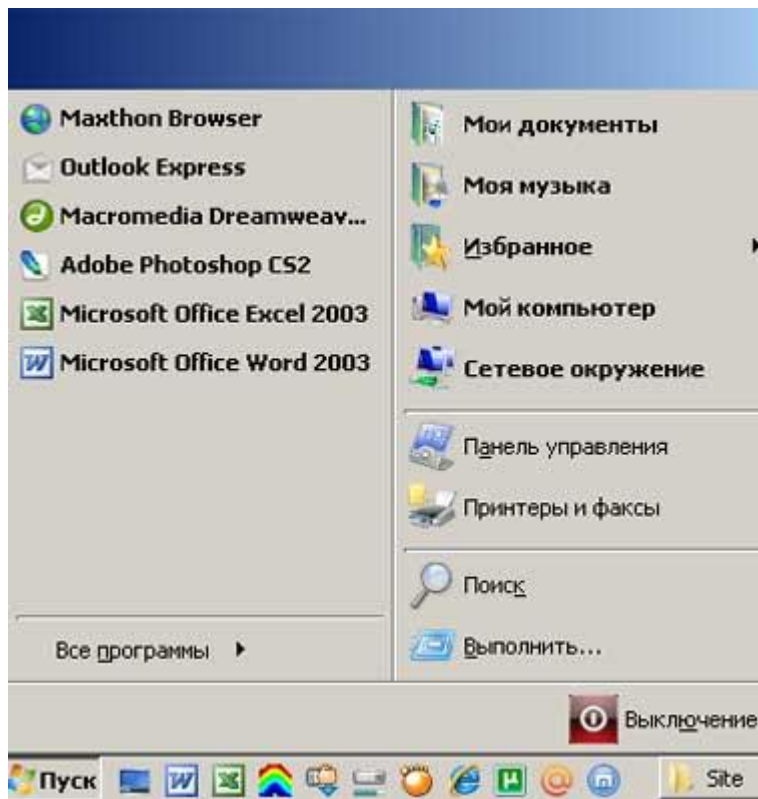 Maxthon Browser
Outlook Express
Macromedia Dreamweav...
Adobe Photoshop CS2
Microsoft Office Excel 2003
Microsoft Office Word 2003
Все программы
Мои документы
Моя музыка
Избранное
Мой компьютер
Сетевое окружение
Панель управления
Принтеры и факсы
Поиск
Выполнить...
Выключение
Пуск
Site